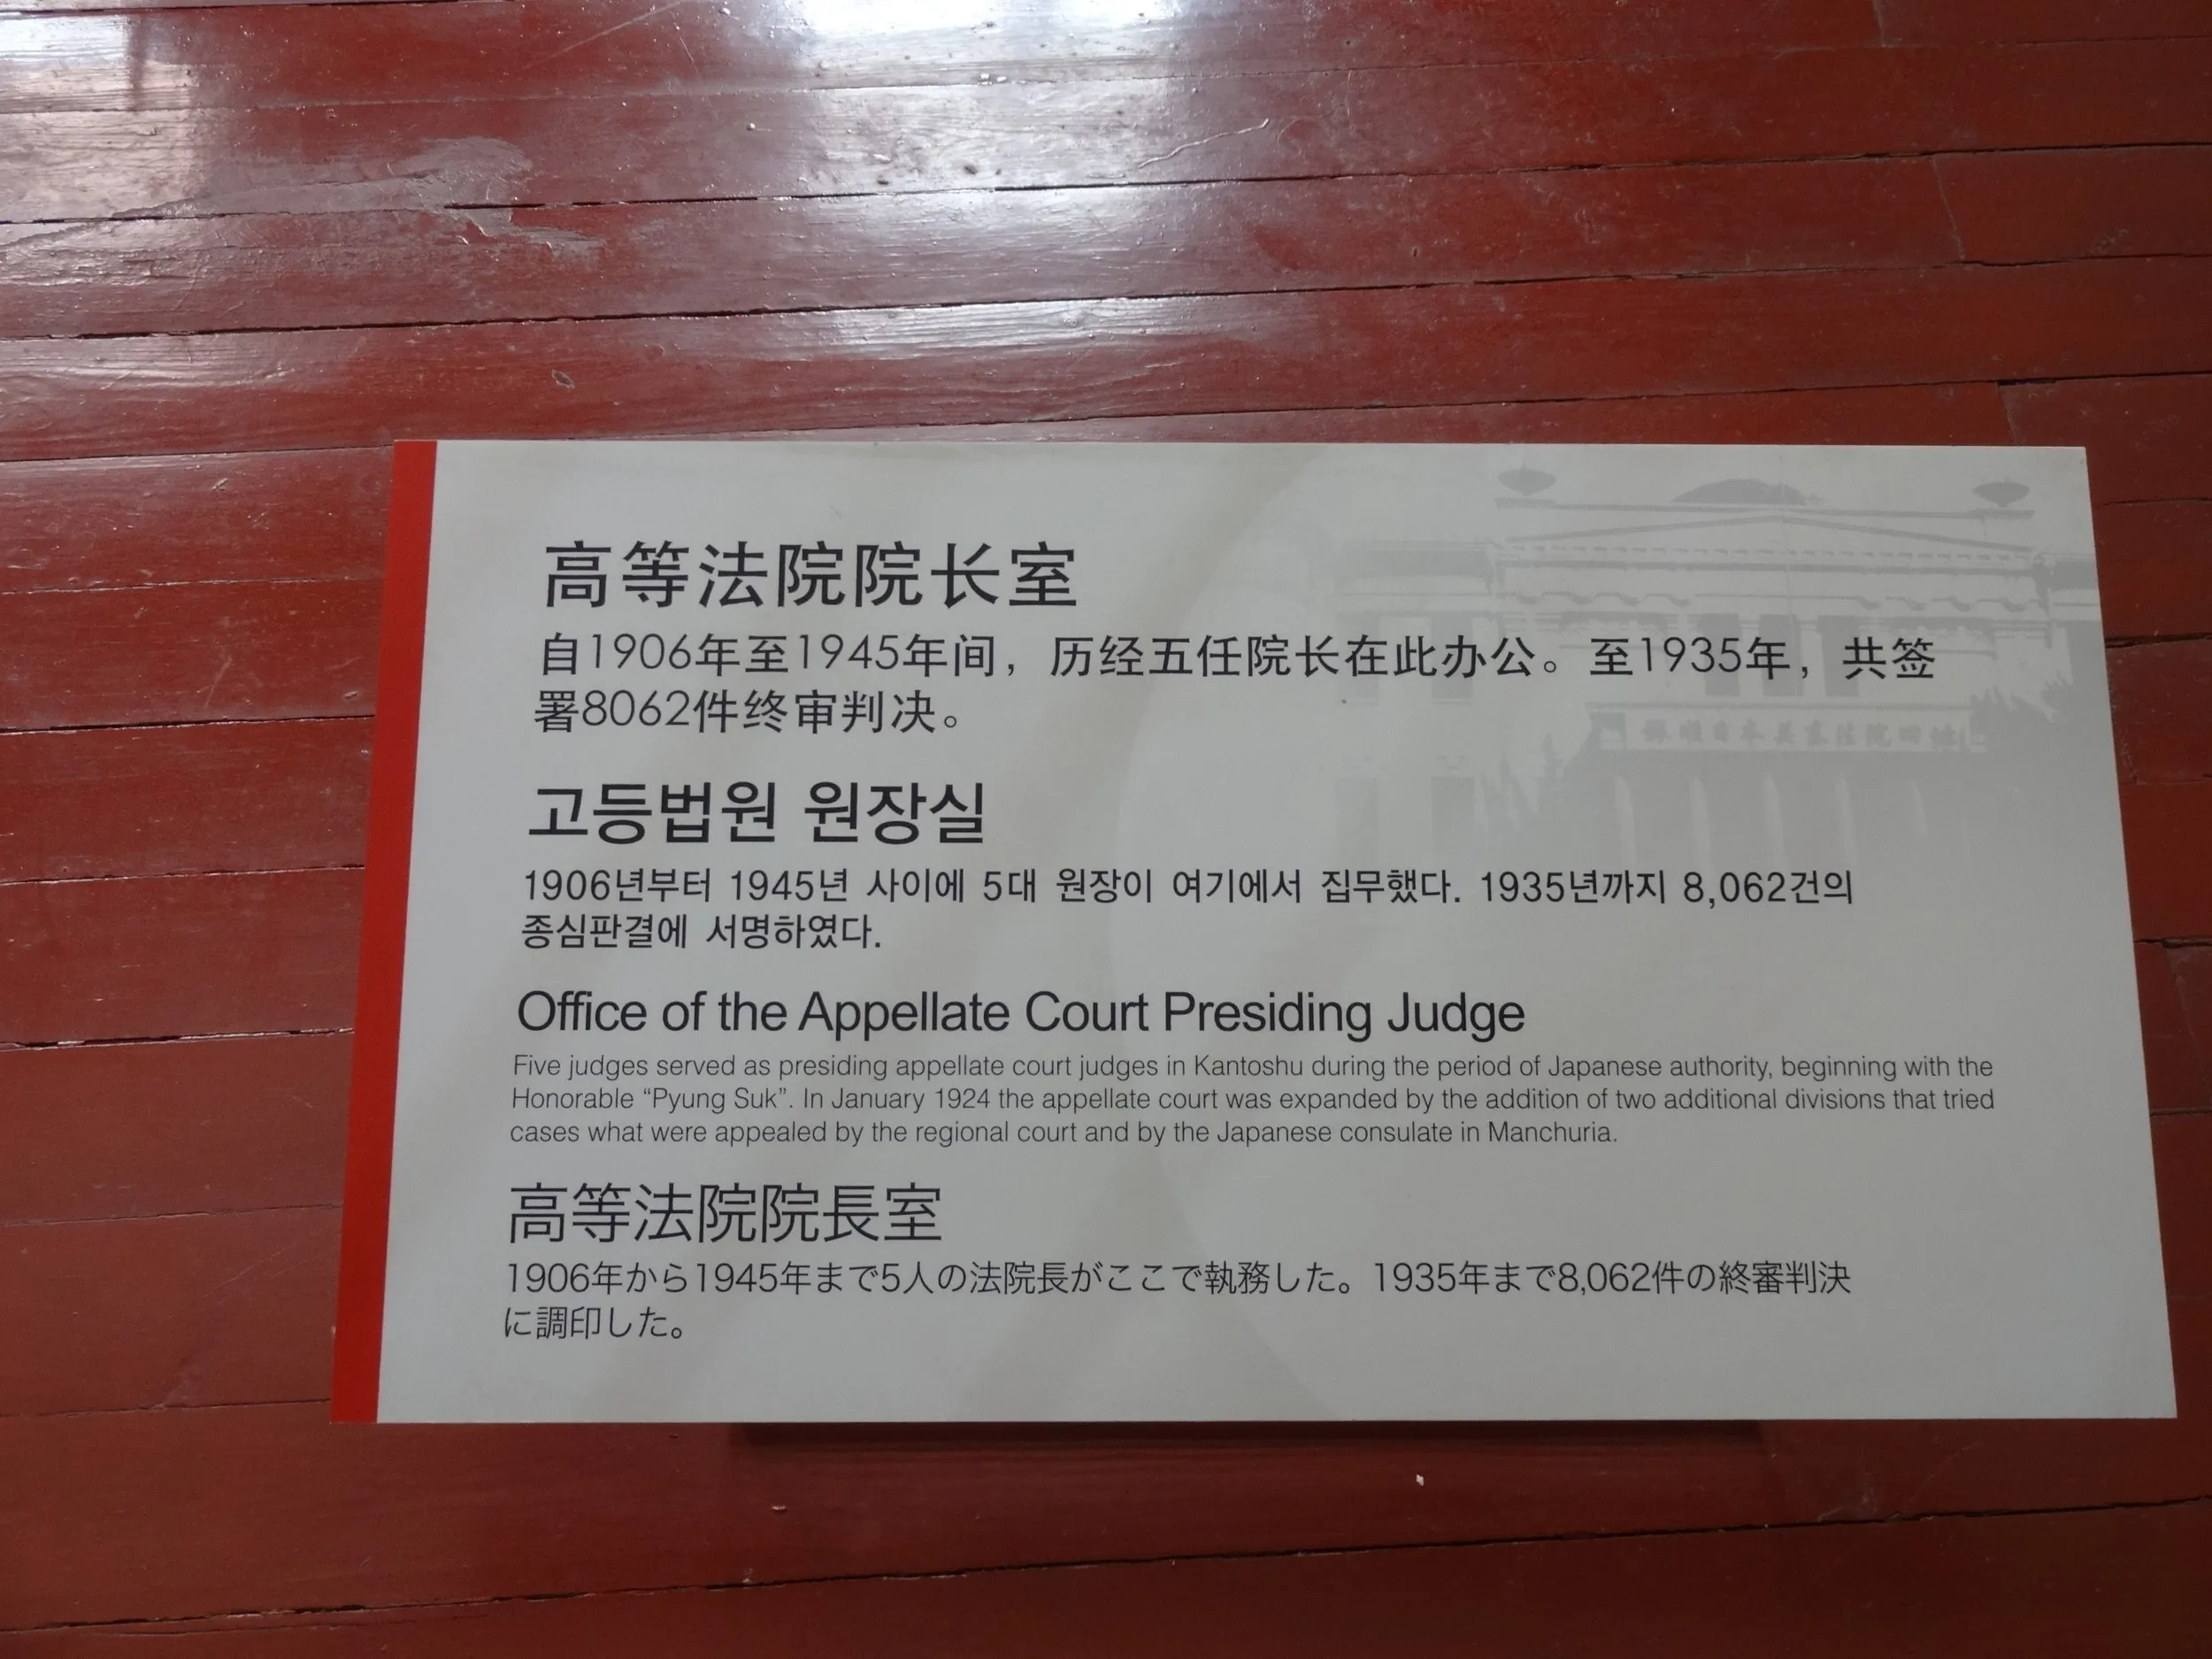 高等法院院长室
自1906年至1945年间，历经五任院长在此办公。至1935年，共签
署8062件终审判决。
고등법원 원장실
1906년부터 1945년 사이에 5대 원장이 여기에서 집무했다. 1935년까지 8,062건의
종심판결에 서명하였다.
Office of the Appellate Court Presiding Judge
Five judges served as presiding appellate court judges in Kantoshu during the period of Japanese authority, beginning with the
Honorable “Pyung Suk”. In January 1924 the appellate court was expanded by the addition of two additional divisions that tried
cases what were appealed by the regional court and by the Japanese consulate in Manchuria.
高等法院院長室
1906年から1945年まで5人の法院長がここで執務した。1935年まで8,062件の終審判決
に調印した。